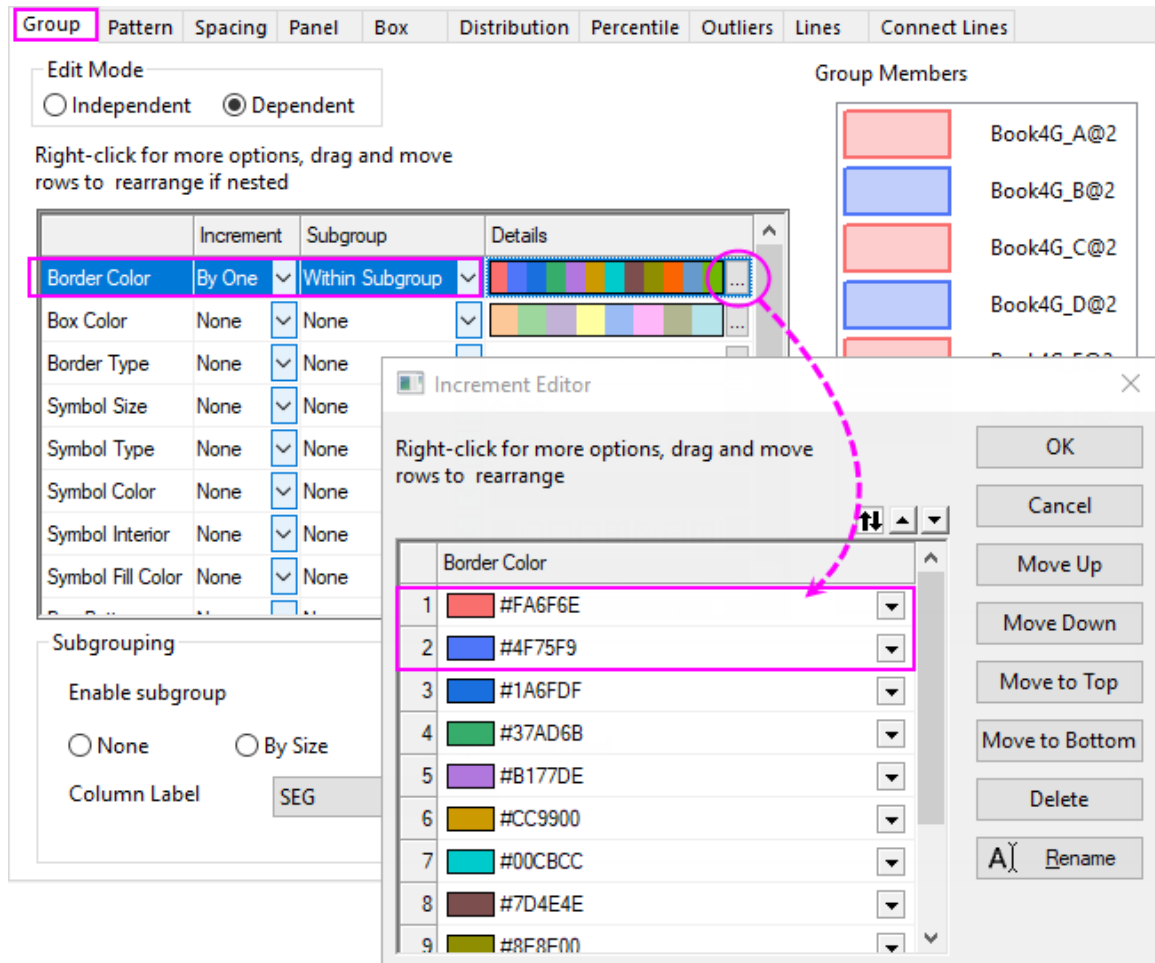 Group Pattern Spacing Panel Box Distribution Percentile Outliers Lines Connect Lines
Edit Mode
Independent Dependent
Right-click for more options, drag and move
rows to rearrange if nested
Increment Subgroup Details
Border Color By One Within Subgroup ...
Box Color None None ...
Border Type None None
Symbol Size None None
Symbol Type None None
Symbol Color None None
Symbol Interior None None
Symbol Fill Color None None
Subgrouping
Enable subgroup
None By Size
Column Label SEG
Group Members
Book4G_A@2
Book4G_B@2
Book4G_C@2
Book4G_D@2
Increment Editor
Right-click for more options, drag and move
rows to rearrange
Border Color
1 #FA6F6E
2 #4F75F9
3 #1A6FDF
4 #37AD6B
5 #B177DE
6 #CC9900
7 #00CBCC
8 #7D4E4E
9 #8E8E00
OK
Cancel
Move Up
Move Down
Move to Top
Move to Bottom
Delete
Rename